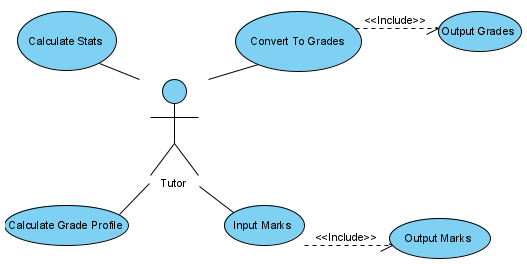 Calculate Stats
Convert To Grades
<<Include>>
Output Grades
Tutor
Calculate Grade Profile
Input Marks
<<Include>>
Output Marks